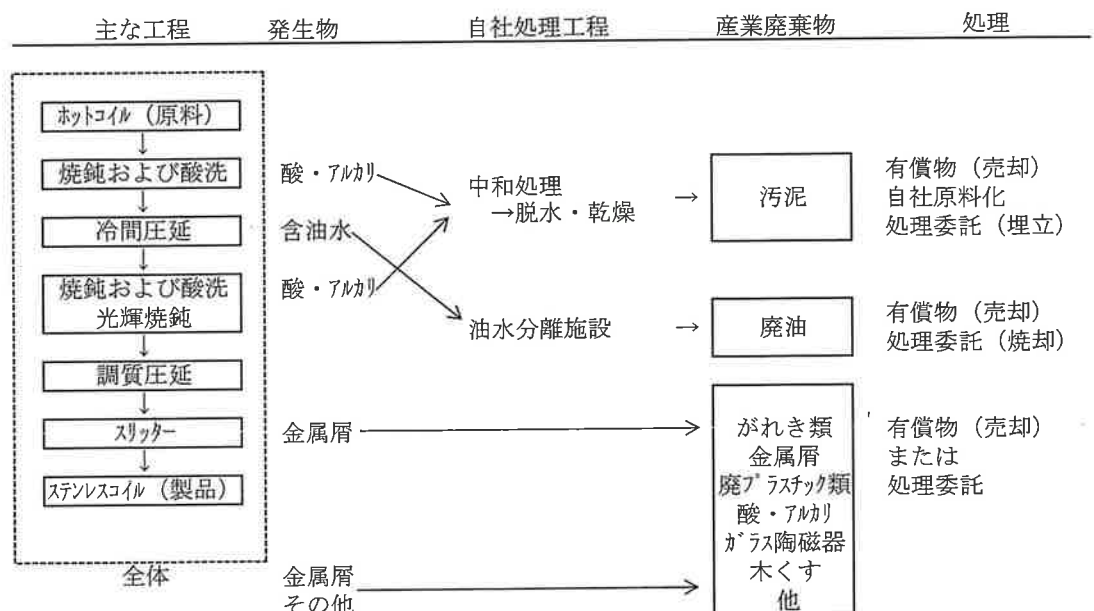 主な工程 発生物 自社処理工程 産業廃棄物 処理
ホットコイル（原料）
↓
焼鈍および酸洗
↓
冷間圧延
↓
焼鈍および酸洗
光輝焼鈍
↓
調質圧延
↓
スリッター
↓
ステンレスコイル（製品）
全体
酸・アルカリ
含油水
酸・アルカリ
金属屑
金属屑
その他
中和処理
→脱水・乾燥
→
油水分離施設
→
汚泥
廃油
がれき類
金属屑
廃プラスチック類
酸・アルカリ
ガラス陶磁器
木くす
他
有償物（売却）
自社原料化
処理委託（埋立）
有償物（売却）
処理委託（焼却）
有償物（売却）
または
処理委託